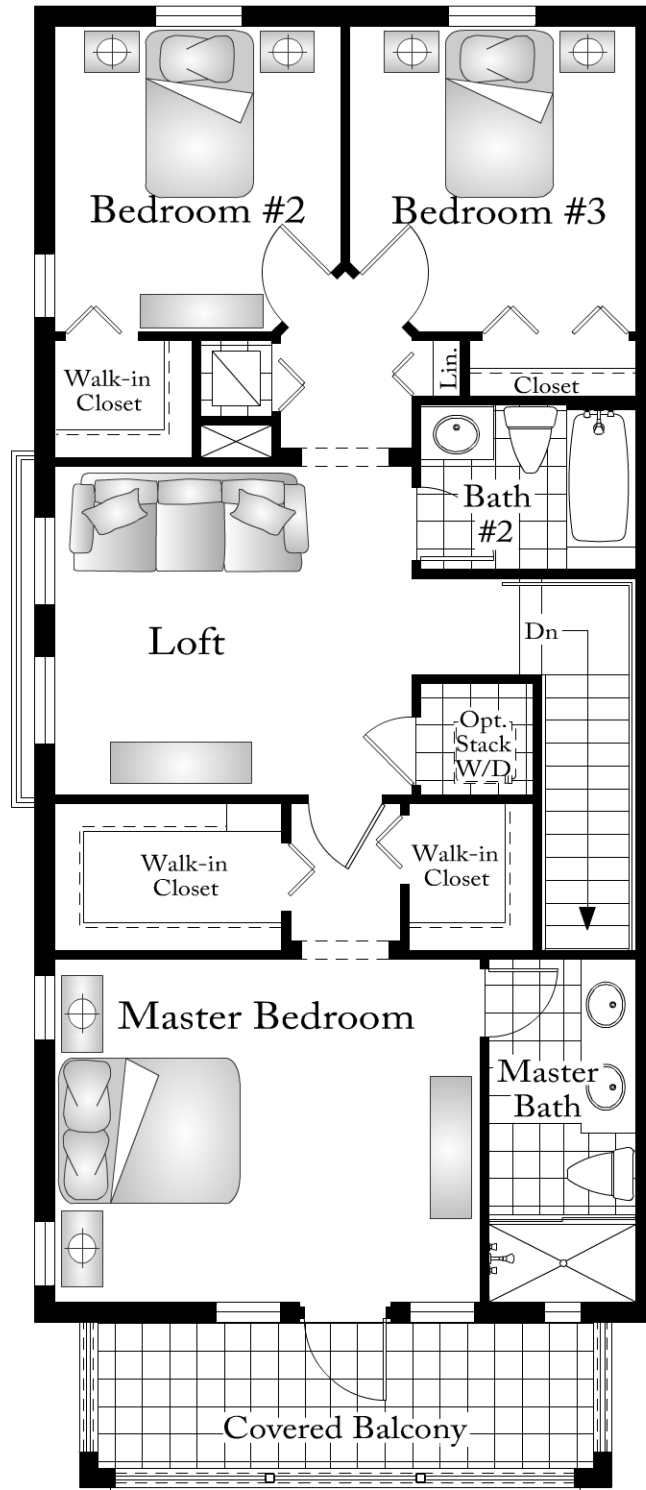 Bedroom #2
Bedroom #3
Walk-in
Closet
Lin.
Closet
Bath
#2
Loft
Dn
Opt.
Stack
W/D
Walk-in
Closet
Walk-in
Closet
Master Bedroom
Master
Bath
Covered Balcony